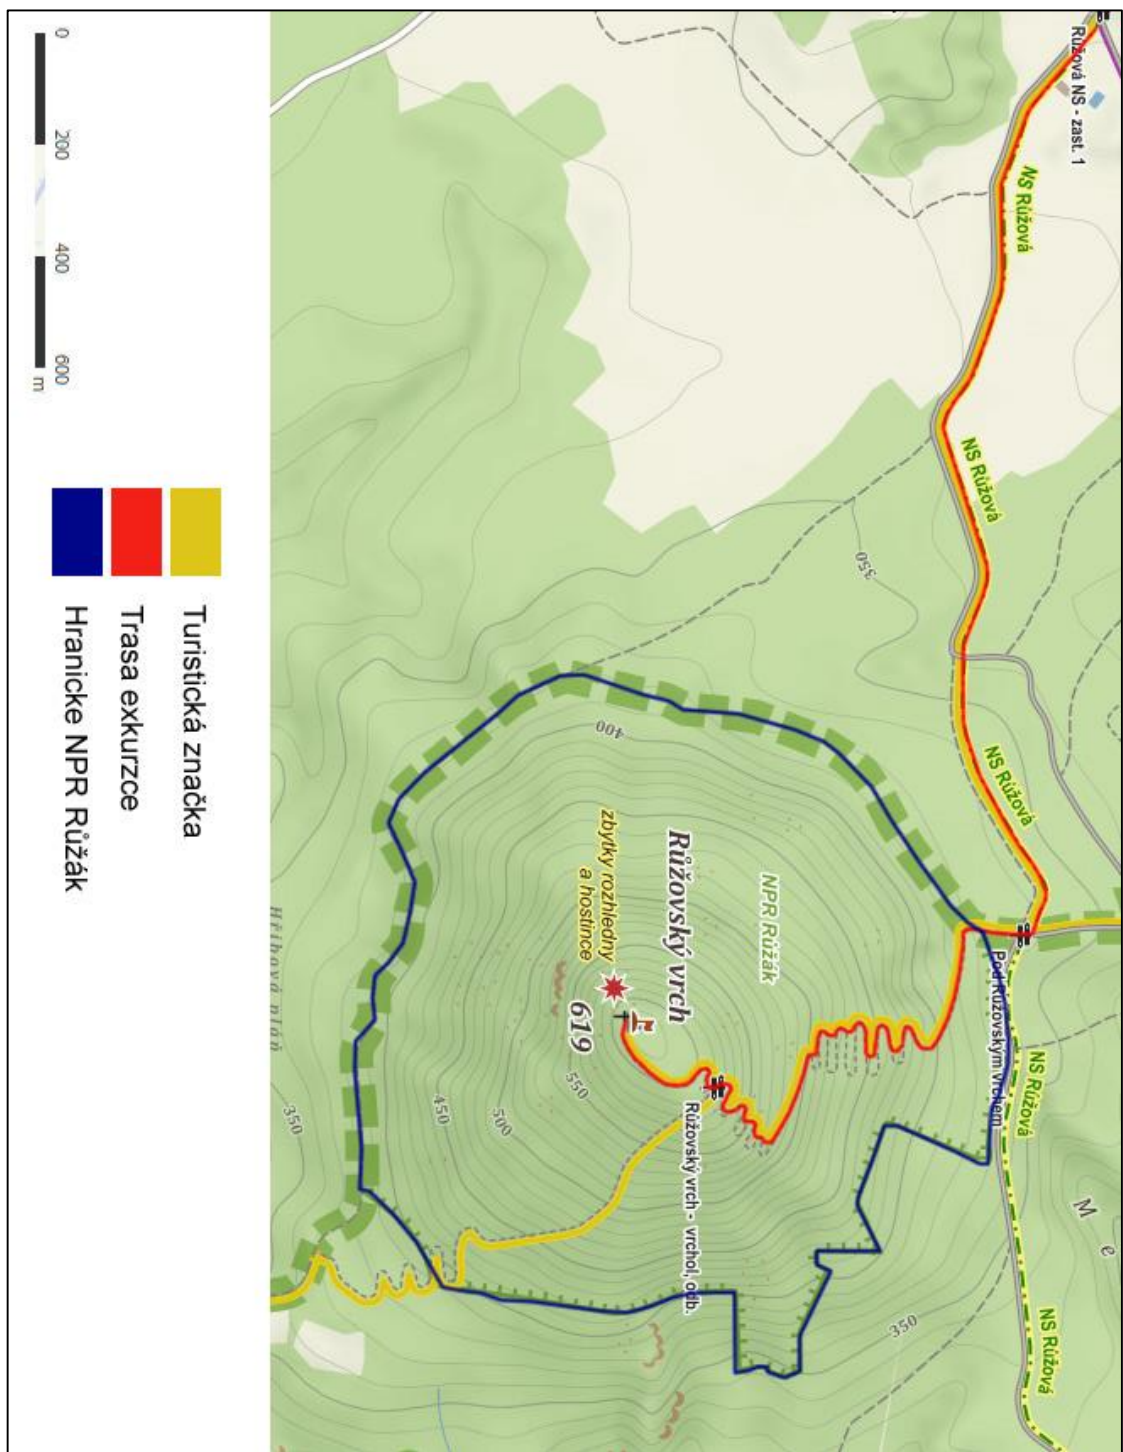 Růžová NS - zast. 1
NS Růžová
NS Růžová
NS Růžová
NS Růžová
NS Růžová
Pod Růžovským vrchem
M e
350
400
NPR Růžák
Růžovský vrch
619
zbytky rozhledny
a hostince
Růžovský vrch - vrchol, odb.
550
500
450
350
350
Hřibová pláň
Turistická značka
Trasa exkurzce
Hranicke NPR Růžák
0
200
400
600
m